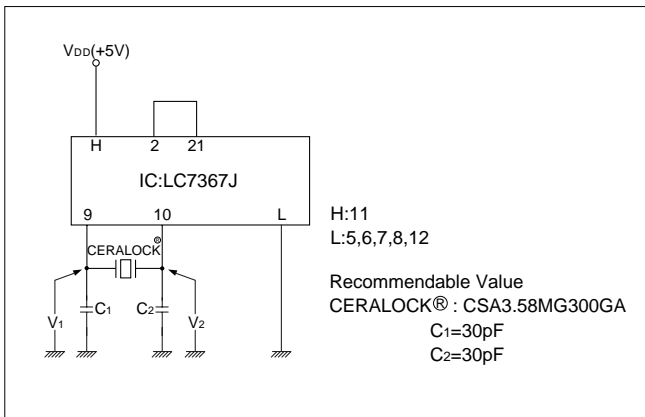 VDD(+5V)
H 2 21
IC:LC7367J
9 10 L
CERALOCK®
V1 C1 C2 V2
H:11
L:5,6,7,8,12
Recommendable Value
CERALOCK® : CSA3.58MG300GA
C1=30pF
C2=30pF